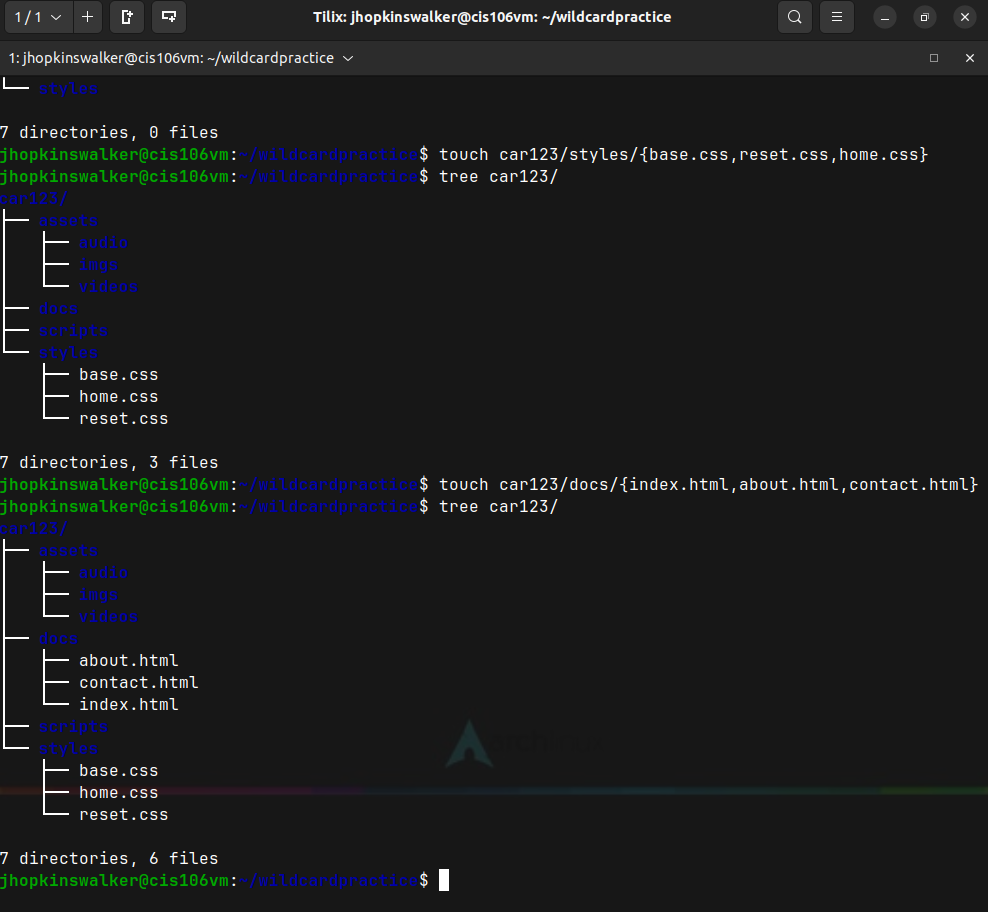 1 / 1
Tilix: jhopkinswalker@cis106vm: ~/wildcardpractice
1: jhopkinswalker@cis106vm: ~/wildcardpractice
└── styles
7 directories, 0 files
jhopkinswalker@cis106vm:~/wildcardpractice$ touch car123/styles/{base.css,reset.css,home.css}
jhopkinswalker@cis106vm:~/wildcardpractice$ tree car123/
car123/
├── assets
│   ├── audio
│   ├── imgs
│   └── videos
├── docs
├── scripts
└── styles
    ├── base.css
    ├── home.css
    └── reset.css
7 directories, 3 files
jhopkinswalker@cis106vm:~/wildcardpractice$ touch car123/docs/{index.html,about.html,contact.html}
jhopkinswalker@cis106vm:~/wildcardpractice$ tree car123/
car123/
├── assets
│   ├── audio
│   ├── imgs
│   └── videos
├── docs
│   ├── about.html
│   ├── contact.html
│   └── index.html
├── scripts
└── styles
    ├── base.css
    ├── home.css
    └── reset.css
7 directories, 6 files
jhopkinswalker@cis106vm:~/wildcardpractice$